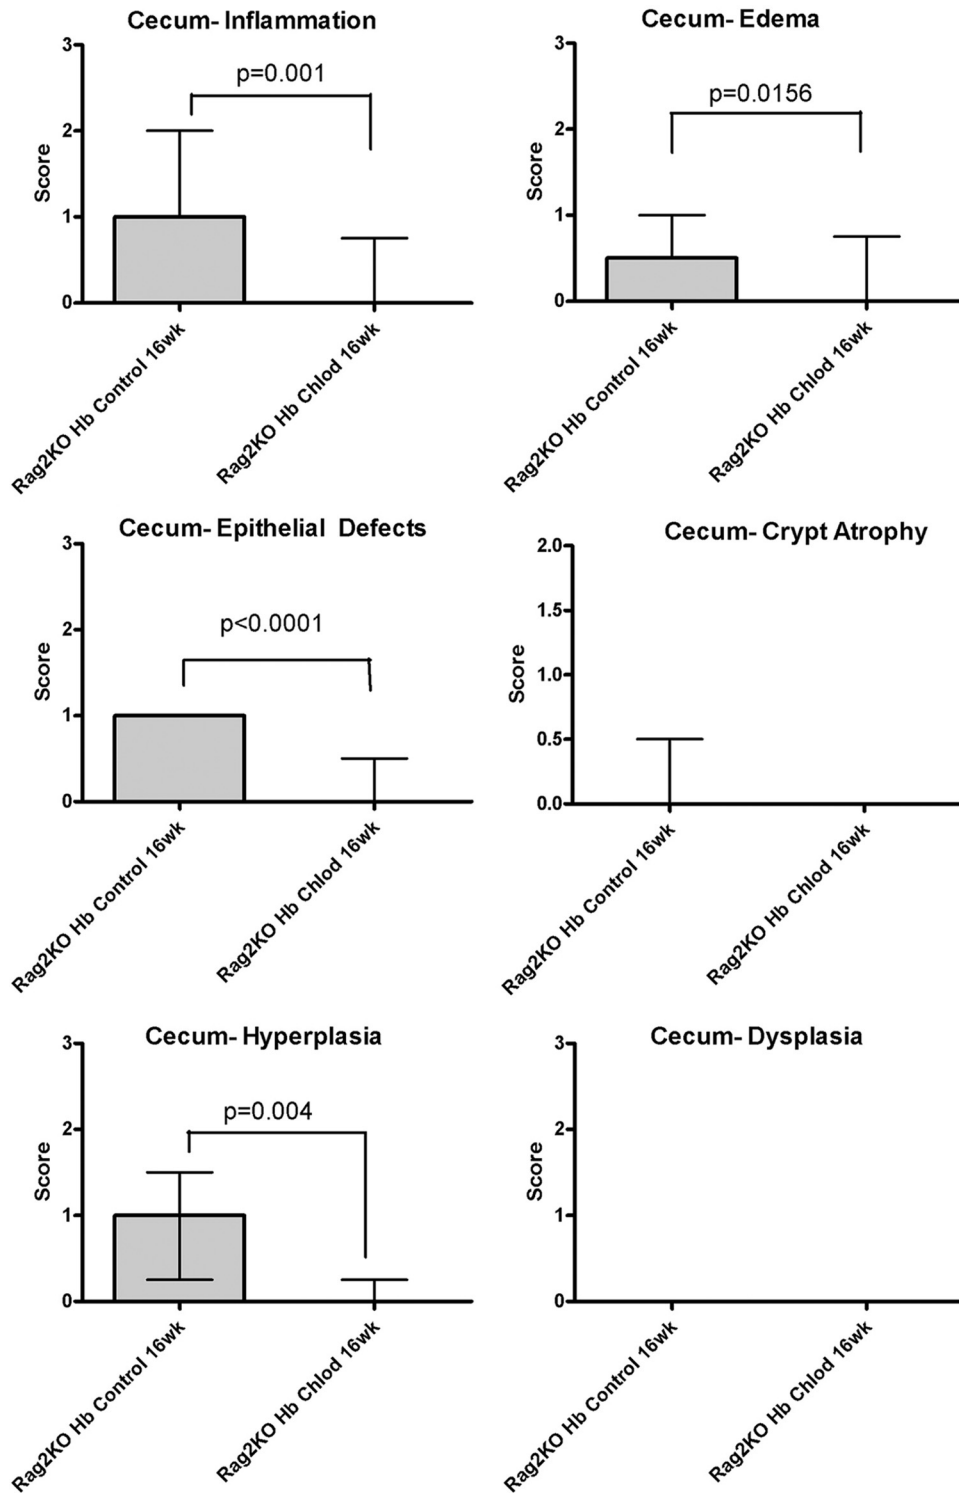 Cecum- Inflammation
3
2
1
0
Score
p=0.001
Rag2KO Hb Control 16wk
Rag2KO Hb Chlod 16wk
Cecum- Edema
3
2
1
0
Score
p=0.0156
Rag2KO Hb Control 16wk
Rag2KO Hb Chlod 16wk
Cecum- Epithelial Defects
3
2
1
0
Score
p<0.0001
Rag2KO Hb Control 16wk
Rag2KO Hb Chlod 16wk
Cecum- Crypt Atrophy
2.0
1.5
1.0
0.5
0.0
Score
Rag2KO Hb Control 16wk
Rag2KO Hb Chlod 16wk
Cecum- Hyperplasia
3
2
1
0
Score
p=0.004
Rag2KO Hb Control 16wk
Rag2KO Hb Chlod 16wk
Cecum- Dysplasia
3
2
1
0
Score
Rag2KO Hb Control 16wk
Rag2KO Hb Chlod 16wk